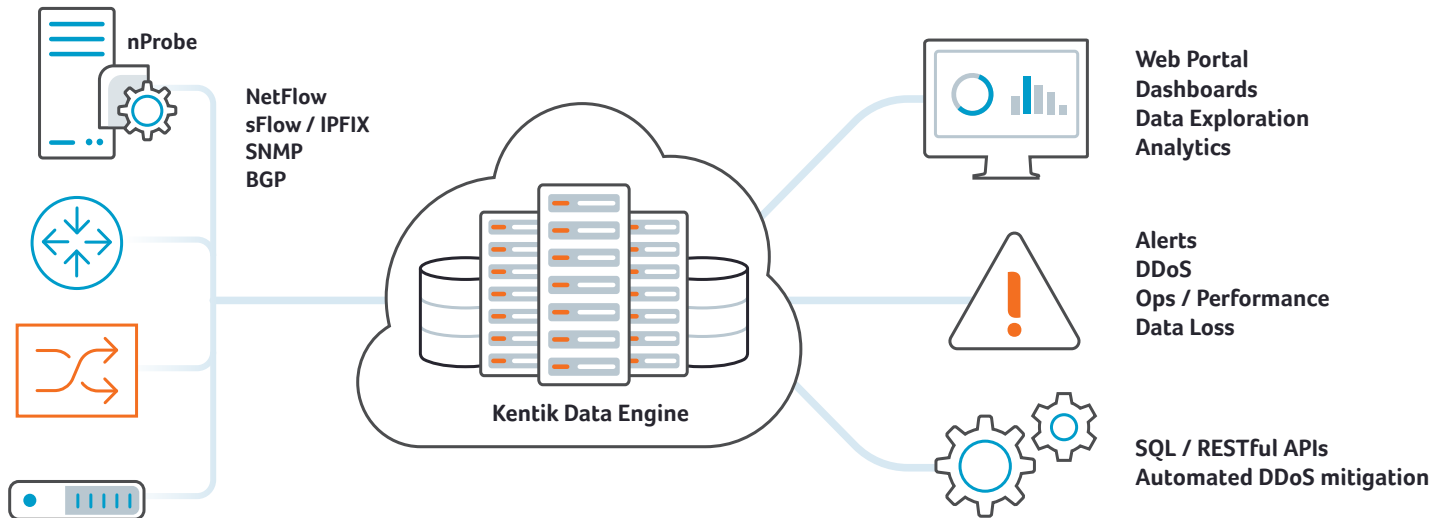 nProbe
NetFlow
sFlow / IPFIX
SNMP
BGP
Kentik Data Engine
Web Portal
Dashboards
Data Exploration
Analytics
Alerts
DDoS
Ops / Performance
Data Loss
SQL / RESTful APIs
Automated DDoS mitigation